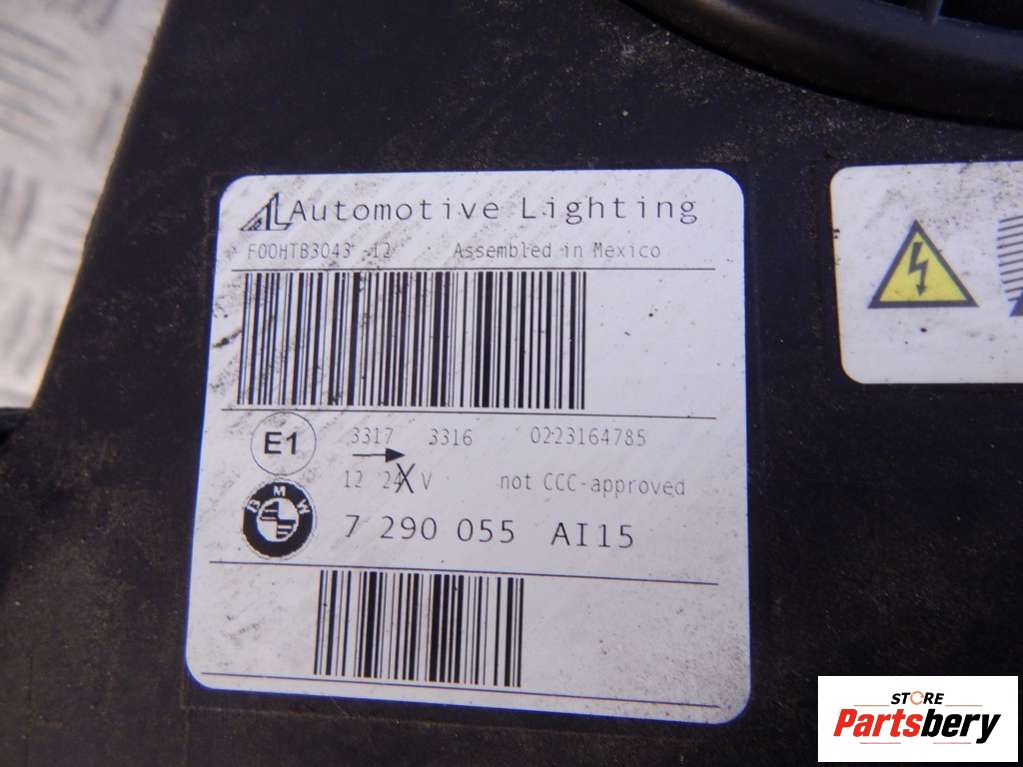 AL Automotive Lighting
F00HTB3043 -12 Assembled in Mexico
E1 3317 3316 0223164785
12 24 V not CCC-approved
BMW 7 290 055 AI15
STORE
Partsbery